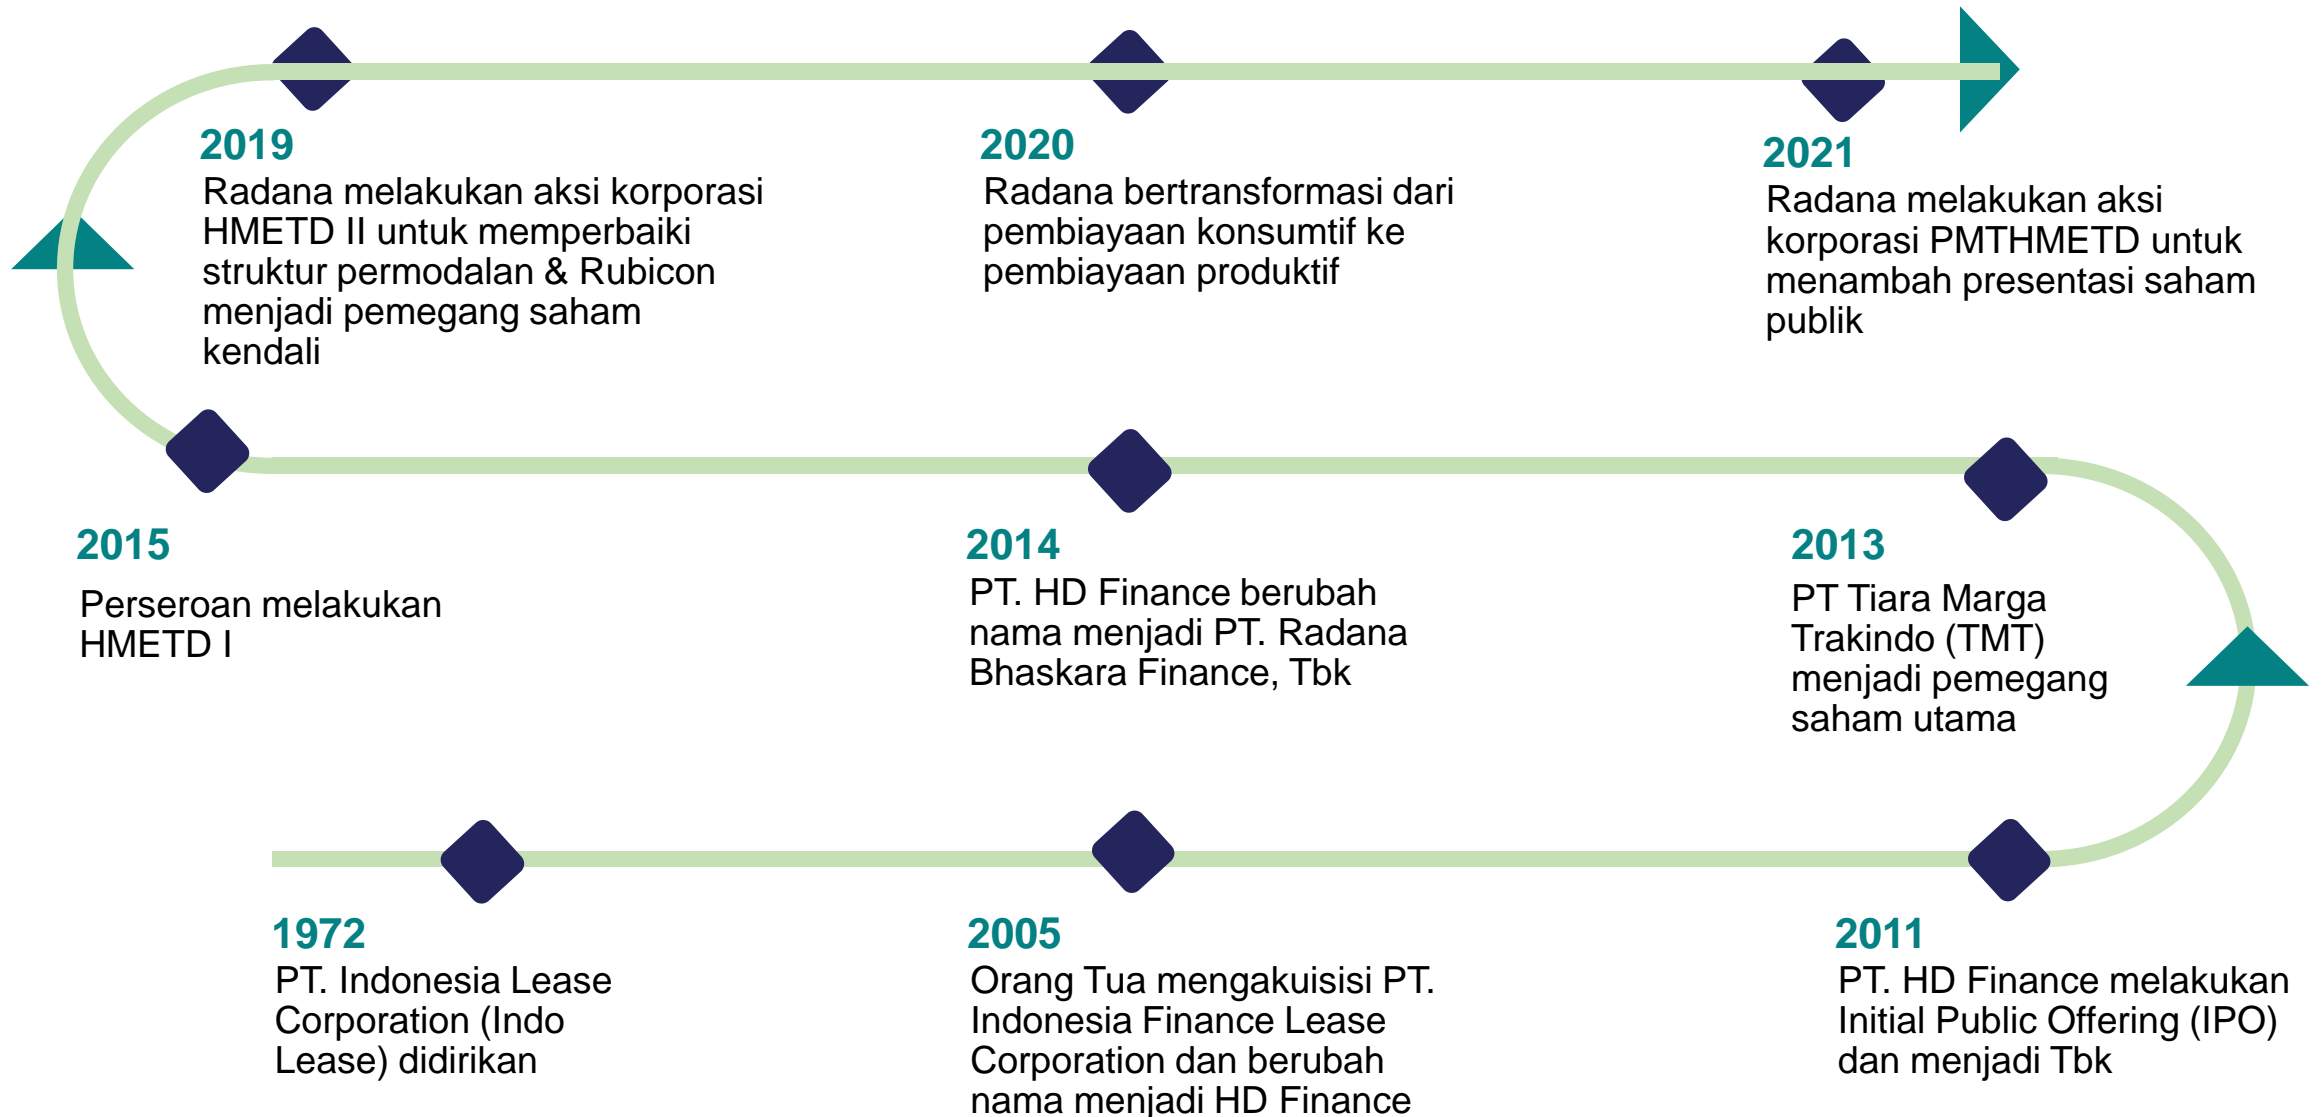 2019
Radana melakukan aksi korporasi
HMETD II untuk memperbaiki
struktur permodalan & Rubicon
menjadi pemegang saham
kendali
2020
Radana bertransformasi dari
pembiayaan konsumtif ke
pembiayaan produktif
2021
Radana melakukan aksi
korporasi PMTHMETD untuk
menambah presentasi saham
publik
2015
Perseroan melakukan
HMETD I
2014
PT. HD Finance berubah
nama menjadi PT. Radana
Bhaskara Finance, Tbk
2013
PT Tiara Marga
Trakindo (TMT)
menjadi pemegang
saham utama
1972
PT. Indonesia Lease
Corporation (Indo
Lease) didirikan
2005
Orang Tua mengakuisisi PT.
Indonesia Finance Lease
Corporation dan berubah
nama menjadi HD Finance
2011
PT. HD Finance melakukan
Initial Public Offering (IPO)
dan menjadi Tbk